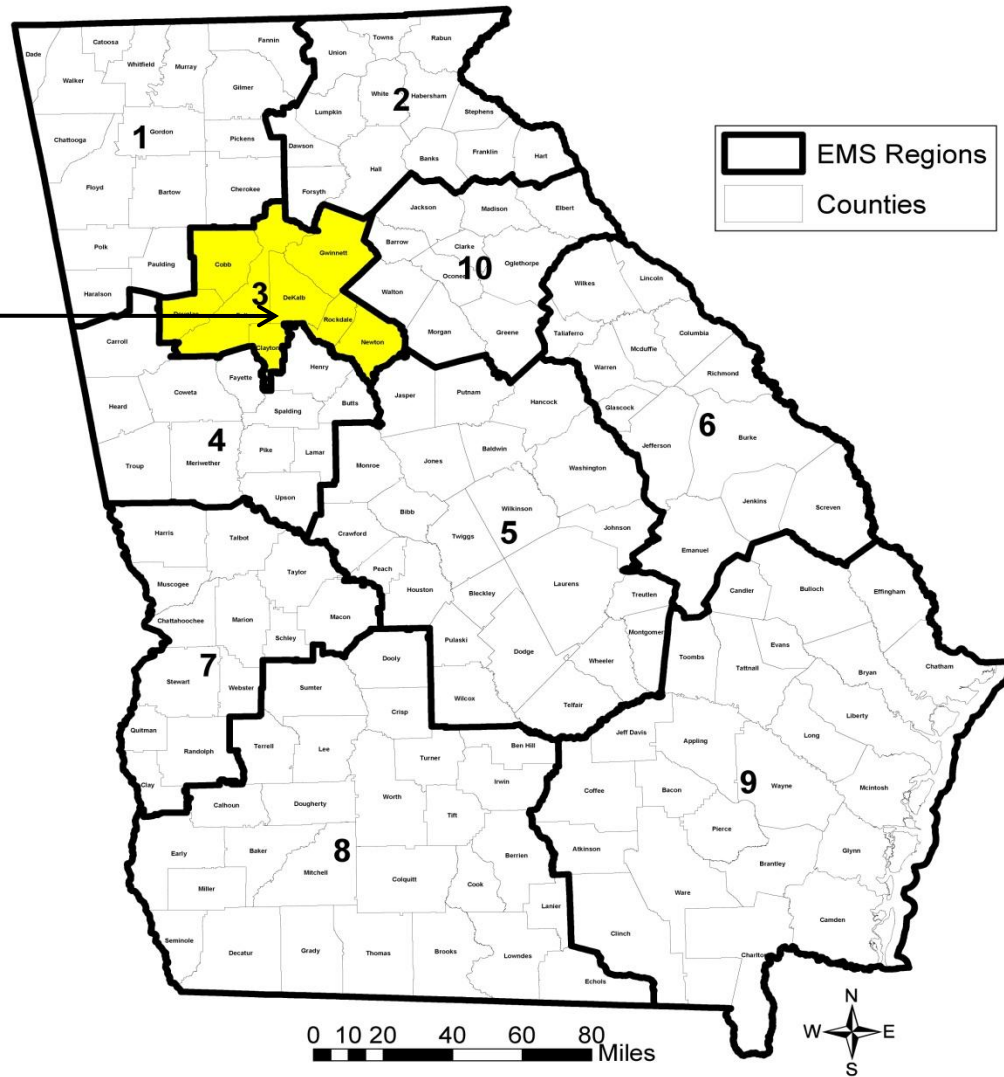 Dade
Catoosa
Whitfield
Murray
Fannin
Walker
Gilmer
Chattooga
Gordon
Pickens
1
Floyd
Bartow
Cherokee
Polk
Paulding
Haralson
Union
Towns
Rabun
White
Habersham
2
Lumpkin
Stephens
Dawson
Banks
Franklin
Hart
Hall
Forsyth
EMS Regions
Counties
Cobb
Gwinnett
3
DeKalb
Rockdale
Clayton
Newton
Jackson
Madison
Elbert
Barrow
Clarke
Oconee
Oglethorpe
10
Walton
Morgan
Greene
Wilkes
Lincoln
Taliaferro
Columbia
Mcduffie
Warren
Richmond
Glascock
6
Jefferson
Burke
Jenkins
Screven
Emanuel
Carroll
Fayette
Henry
Coweta
Heard
Spalding
Butts
4
Troup
Meriwether
Pike
Lamar
Upson
Jasper
Putnam
Hancock
Monroe
Jones
Baldwin
Washington
Bibb
Wilkinson
Crawford
Twiggs
5
Johnson
Peach
Houston
Laurens
Bleckley
Treutlen
Pulaski
Dodge
Montgomer
Wheeler
Wilcox
Telfair
Harris
Talbot
Taylor
Muscogee
Chattahoochee
Marion
Macon
Schley
7
Stewart
Webster
Quitman
Randolph
Clay
Dooly
Sumter
Crisp
Terrell
Lee
Turner
Ben Hill
Irwin
Calhoun
Dougherty
Worth
Tift
Early
Baker
8
Mitchell
Berrien
Miller
Colquitt
Cook
Lanier
Seminole
Decatur
Grady
Thomas
Brooks
Lowndes
Echols
Candler
Bulloch
Effingham
Toombs
Evans
Tattnall
Bryan
Chatham
Liberty
Jeff Davis
Appling
Long
9
Wayne
Mcintosh
Coffee
Bacon
Pierce
Atkinson
Brantley
Glynn
Ware
Clinch
Camden
Charlton
N
W
E
S
0 10 20 40 60 80
Miles